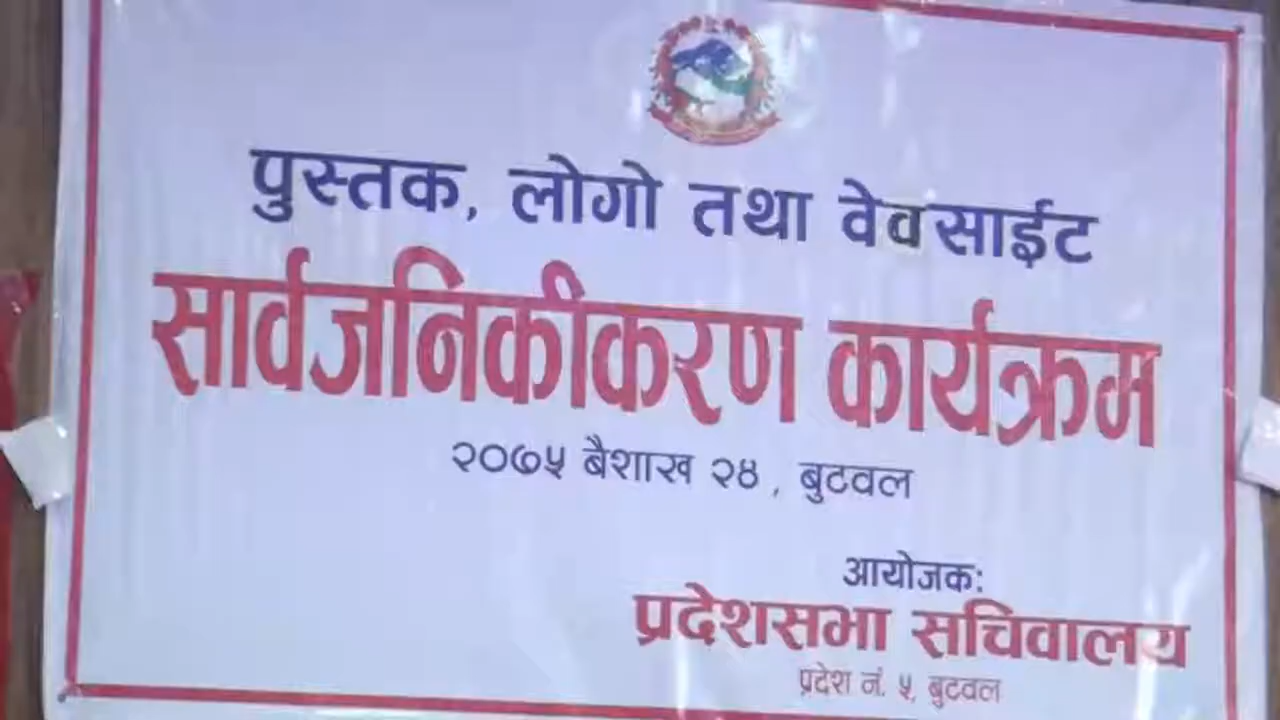 पुस्तक, लोगो तथा वेवसाईट
सार्वजनिकीकरण कार्यक्रम
२०७५ बैशाख २४, बुटवल
आयोजकः
प्रदेशसभा सचिवालय
प्रदेश नं. ५, बुटवल